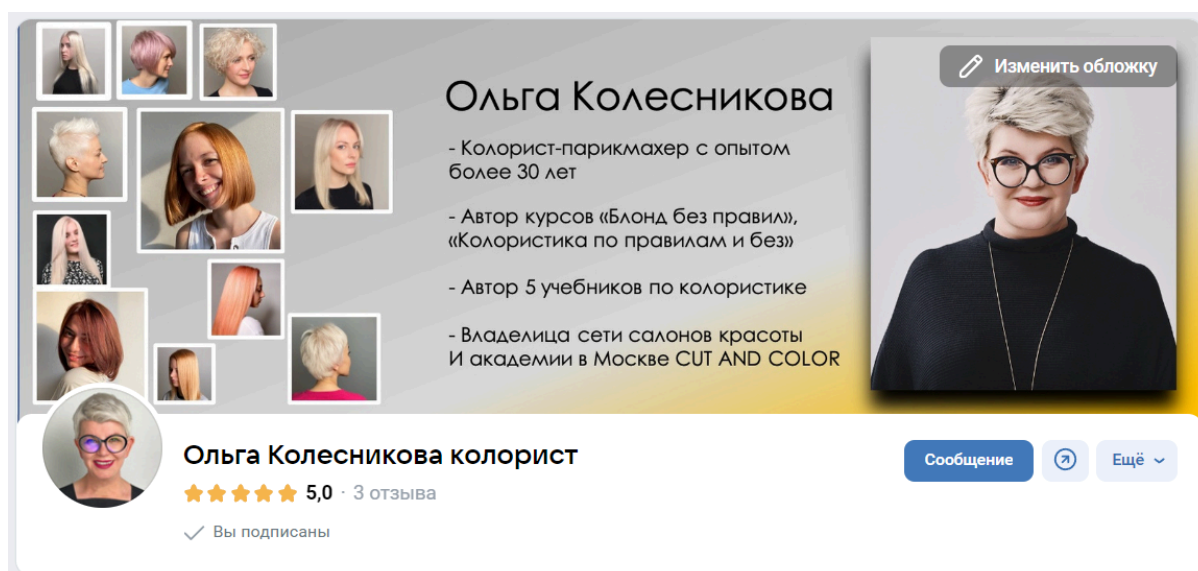 Изменить обложку
Ольга Колесникова
- Колорист-парикмахер с опытом
более 30 лет
- Автор курсов «Блонд без правил»,
«Колористика по правилам и без»
- Автор 5 учебников по колористике
- Владелица сети салонов красоты
И академии в Москве CUT AND COLOR
Ольга Колесникова колорист
5,0 · 3 отзыва
Вы подписаны
Сообщение
Ещё